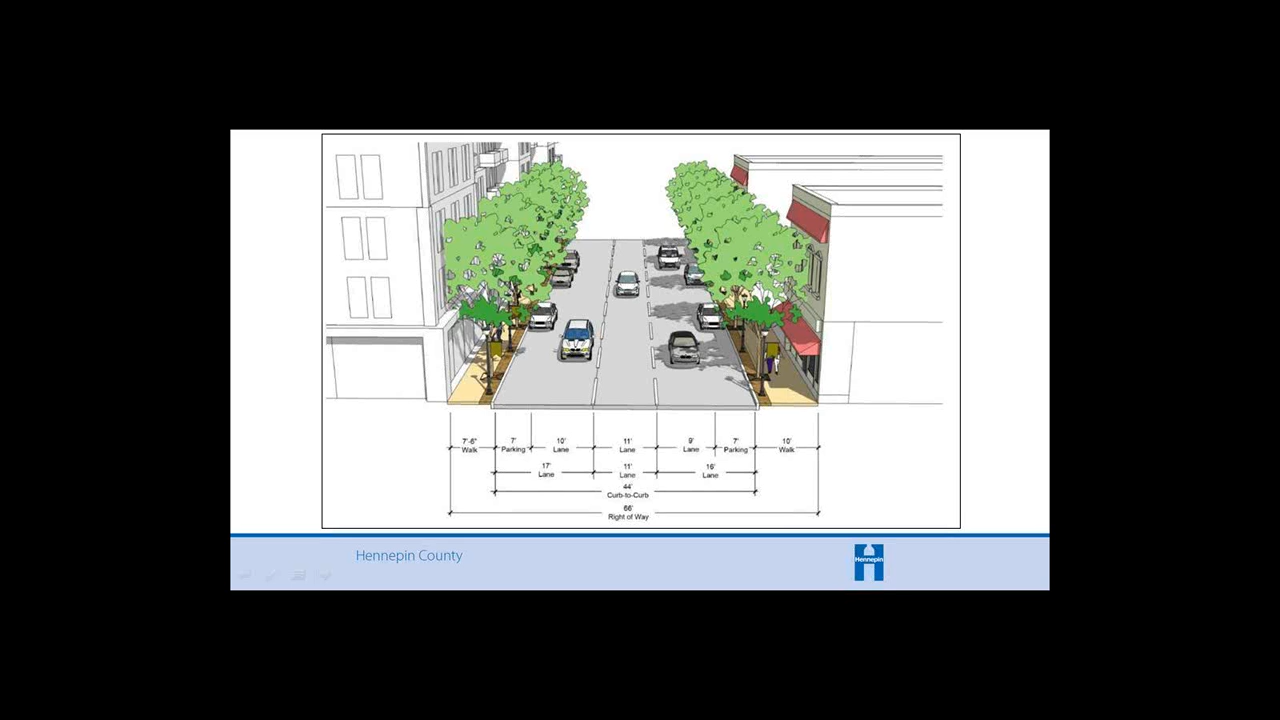 7'-6" 7' 10' 11' 9' 7' 10'
Walk Parking Lane Lane Lane Parking Walk
17' 11' 16'
Lane Lane Lane
44'
Curb-to-Curb
66'
Right of Way
Hennepin County
Hennepin